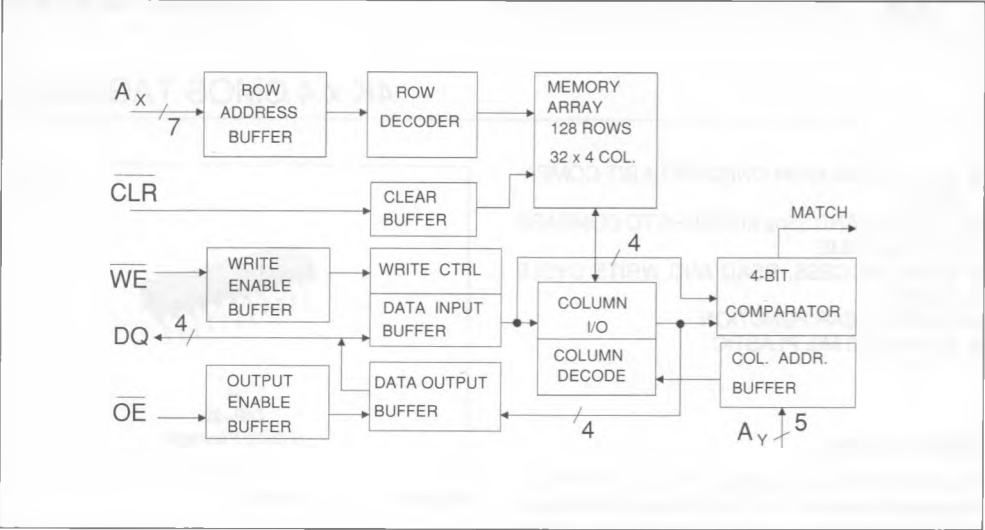 A X
7
ROW
ADDRESS
BUFFER
ROW
DECODER
MEMORY
ARRAY
128 ROWS
32 x 4 COL.
CLR
CLEAR
BUFFER
MATCH
4
WE
WRITE
ENABLE
BUFFER
WRITE CTRL
DATA INPUT
BUFFER
COLUMN
I/O
COLUMN
DECODE
4-BIT
COMPARATOR
DQ
4
COL. ADDR.
BUFFER
OE
OUTPUT
ENABLE
BUFFER
DATA OUTPUT
BUFFER
4
A Y
5